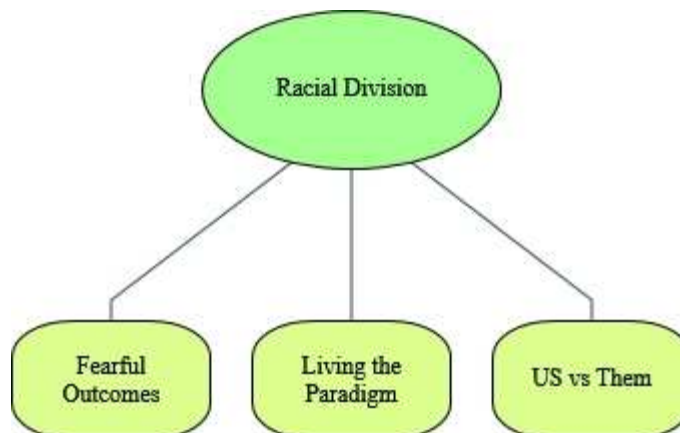 Racial Division
Fearful
Outcomes
Living the
Paradigm
US vs Them